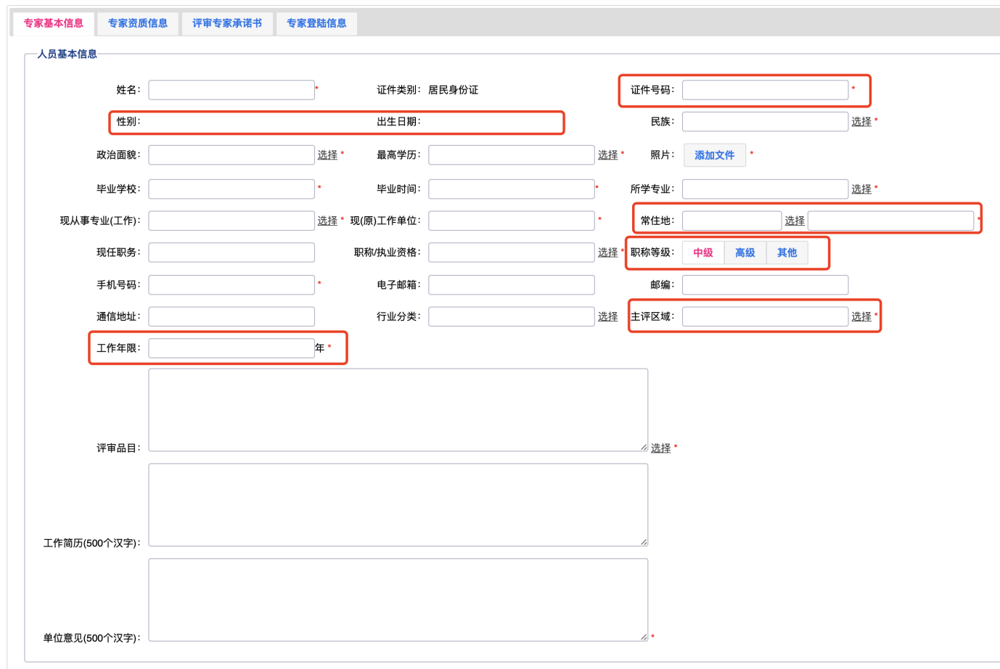 专家基本信息 专家资质信息 评审专家承诺书 专家登陆信息
人员基本信息
姓名: * 证件类别: 居民身份证 证件号码: *
性别: 出生日期: 民族: 选择 *
政治面貌: 选择 * 最高学历: 选择 * 照片: 添加文件 *
毕业学校: * 毕业时间: * 所学专业: 选择 *
现从事专业(工作): 选择 * 现(原)工作单位: * 常住地: 选择 *
现任职务: 职称/执业资格: 选择 * 职称等级: 中级 高级 其他
手机号码: * 电子邮箱: 邮编:
通信地址: 行业分类: 选择 主评区域: 选择 *
工作年限: 年 *
评审品目: 选择 *
工作简历(500个汉字):
单位意见(500个汉字): *